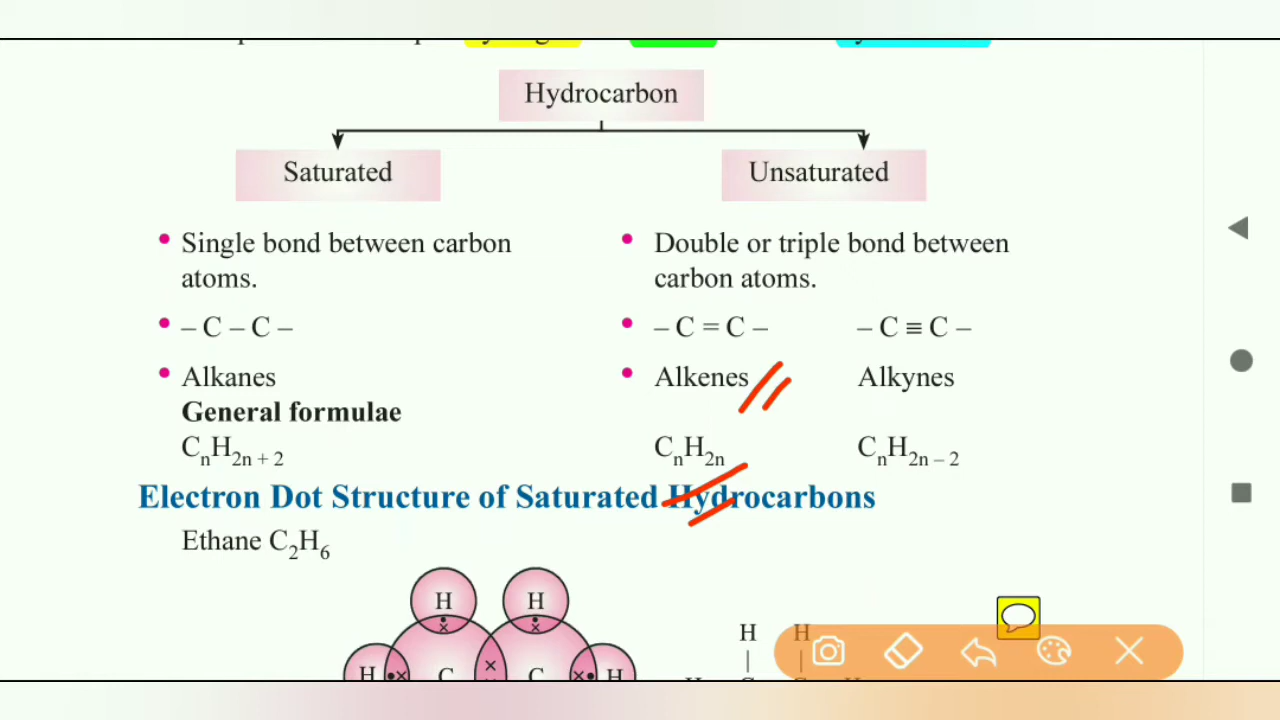 Hydrocarbon
Saturated
Unsaturated
• Single bond between carbon atoms.
• Double or triple bond between carbon atoms.
• – C – C –
• – C = C – – C ≡ C –
• Alkanes
• Alkenes Alkynes
General formulae
CₙH₂ₙ ₊ ₂
CₙH₂ₙ CₙH₂ₙ ₋ ₂
Electron Dot Structure of Saturated Hydrocarbons
Ethane C₂H₆
H H
H C C H
H H